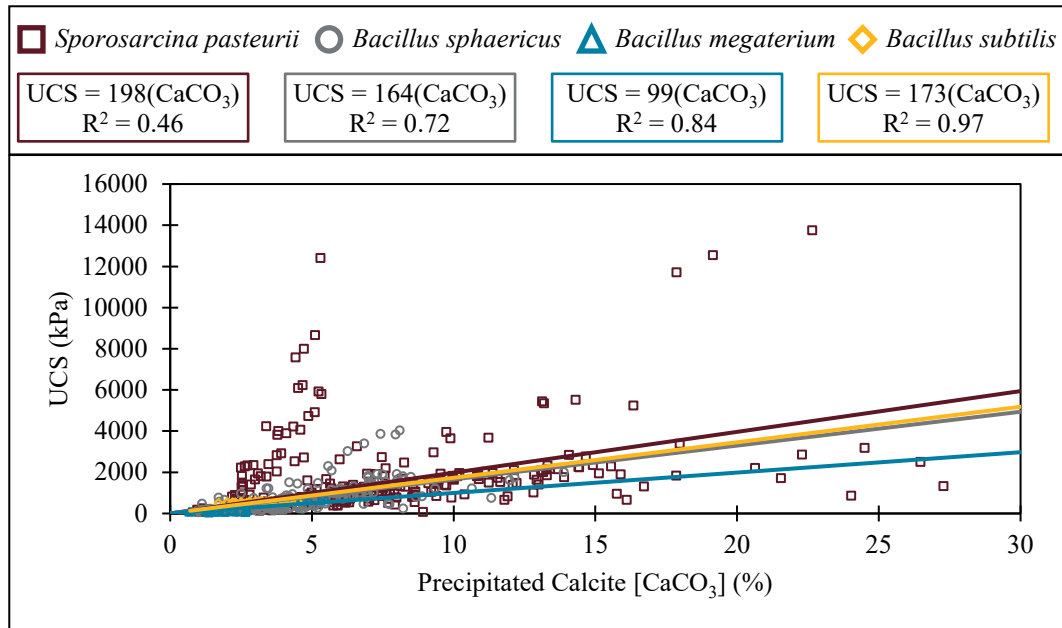 Sporosarcina pasteurii Bacillus sphaericus Bacillus megaterium Bacillus subtilis
UCS = 198(CaCO₃) UCS = 164(CaCO₃) UCS = 99(CaCO₃) UCS = 173(CaCO₃)
R² = 0.46 R² = 0.72 R² = 0.84 R² = 0.97
16000
14000
12000
10000
8000
6000
4000
2000
0
UCS (kPa)
0 5 10 15 20 25 30
Precipitated Calcite [CaCO₃] (%)